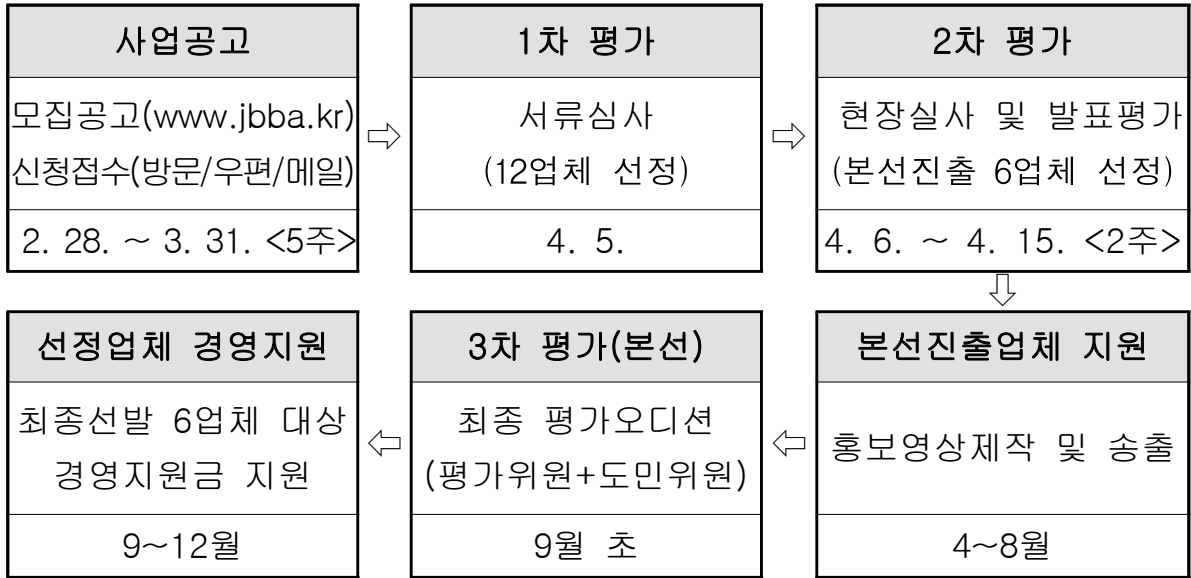 사업공고
모집공고(www.jbba.kr)
신청접수(방문/우편/메일)
2. 28. ~ 3. 31. <5주>
⇨
1차 평가
서류심사
(12업체 선정)
4. 5.
⇨
2차 평가
현장실사 및 발표평가
(본선진출 6업체 선정)
4. 6. ~ 4. 15. <2주>
⇩
본선진출업체 지원
홍보영상제작 및 송출
4~8월
⇦
3차 평가(본선)
최종 평가오디션
(평가위원+도민위원)
9월 초
⇦
선정업체 경영지원
최종선발 6업체 대상
경영지원금 지원
9~12월